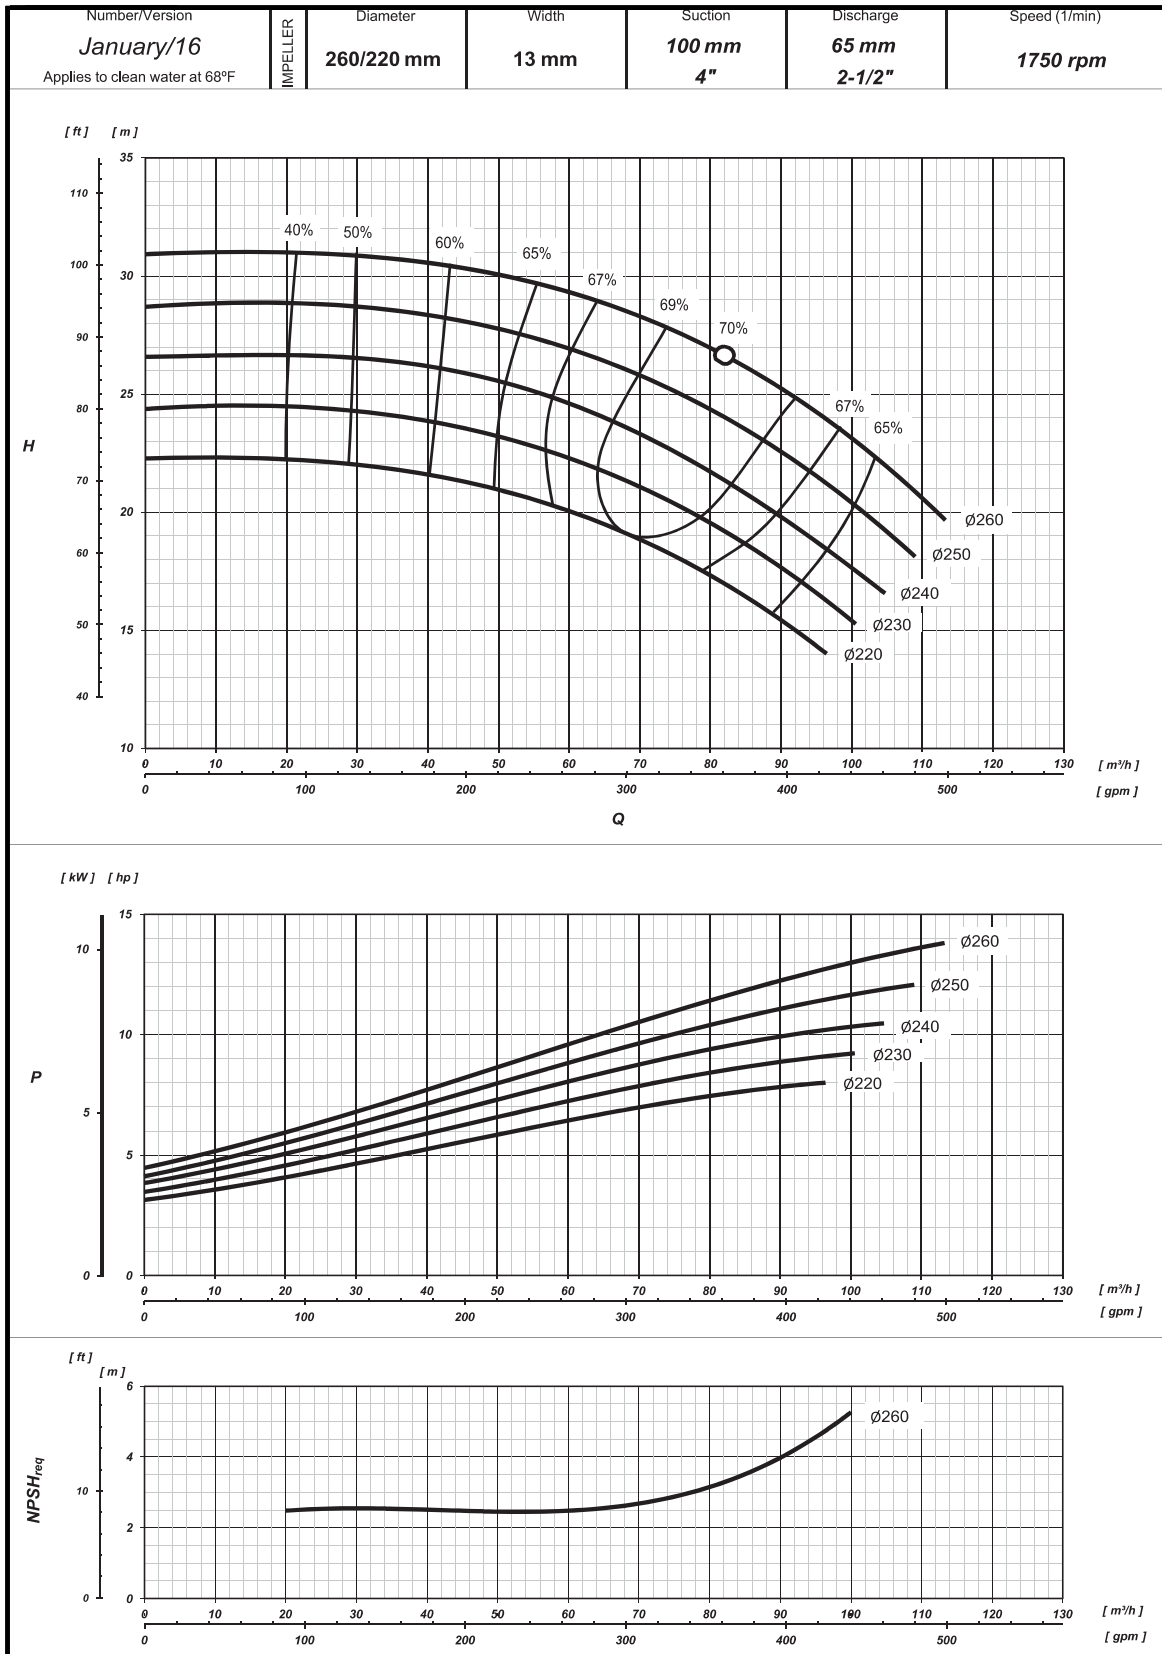 Number/Version
January/16
Applies to clean water at 68ºF
IMPELLER
Diameter
260/220 mm
Width
13 mm
Suction
100 mm
4"
Discharge
65 mm
2-1/2"
Speed (1/min)
1750 rpm
[ ft ] [ m ]
35
110
100
30
90
25
80
H
70
20
60
50
15
40
10
40% 50% 60% 65% 67% 69% 70% 67% 65%
Ø260
Ø250
Ø240
Ø230
Ø220
0 10 20 30 40 50 60 70 80 90 100 110 120 130 [ m³/h ]
0 100 200 300 400 500 [ gpm ]
Q
[ kW ] [ hp ]
15
10
10
P
5
5
0 0
Ø260
Ø250
Ø240
Ø230
Ø220
0 10 20 30 40 50 60 70 80 90 100 110 120 130 [ m³/h ]
0 100 200 300 400 500 [ gpm ]
[ ft ]
[ m ]
6
4
10
NPSHreq
2
0 0
Ø260
0 10 20 30 40 50 60 70 80 90 100 110 120 130 [ m³/h ]
0 100 200 300 400 500 [ gpm ]